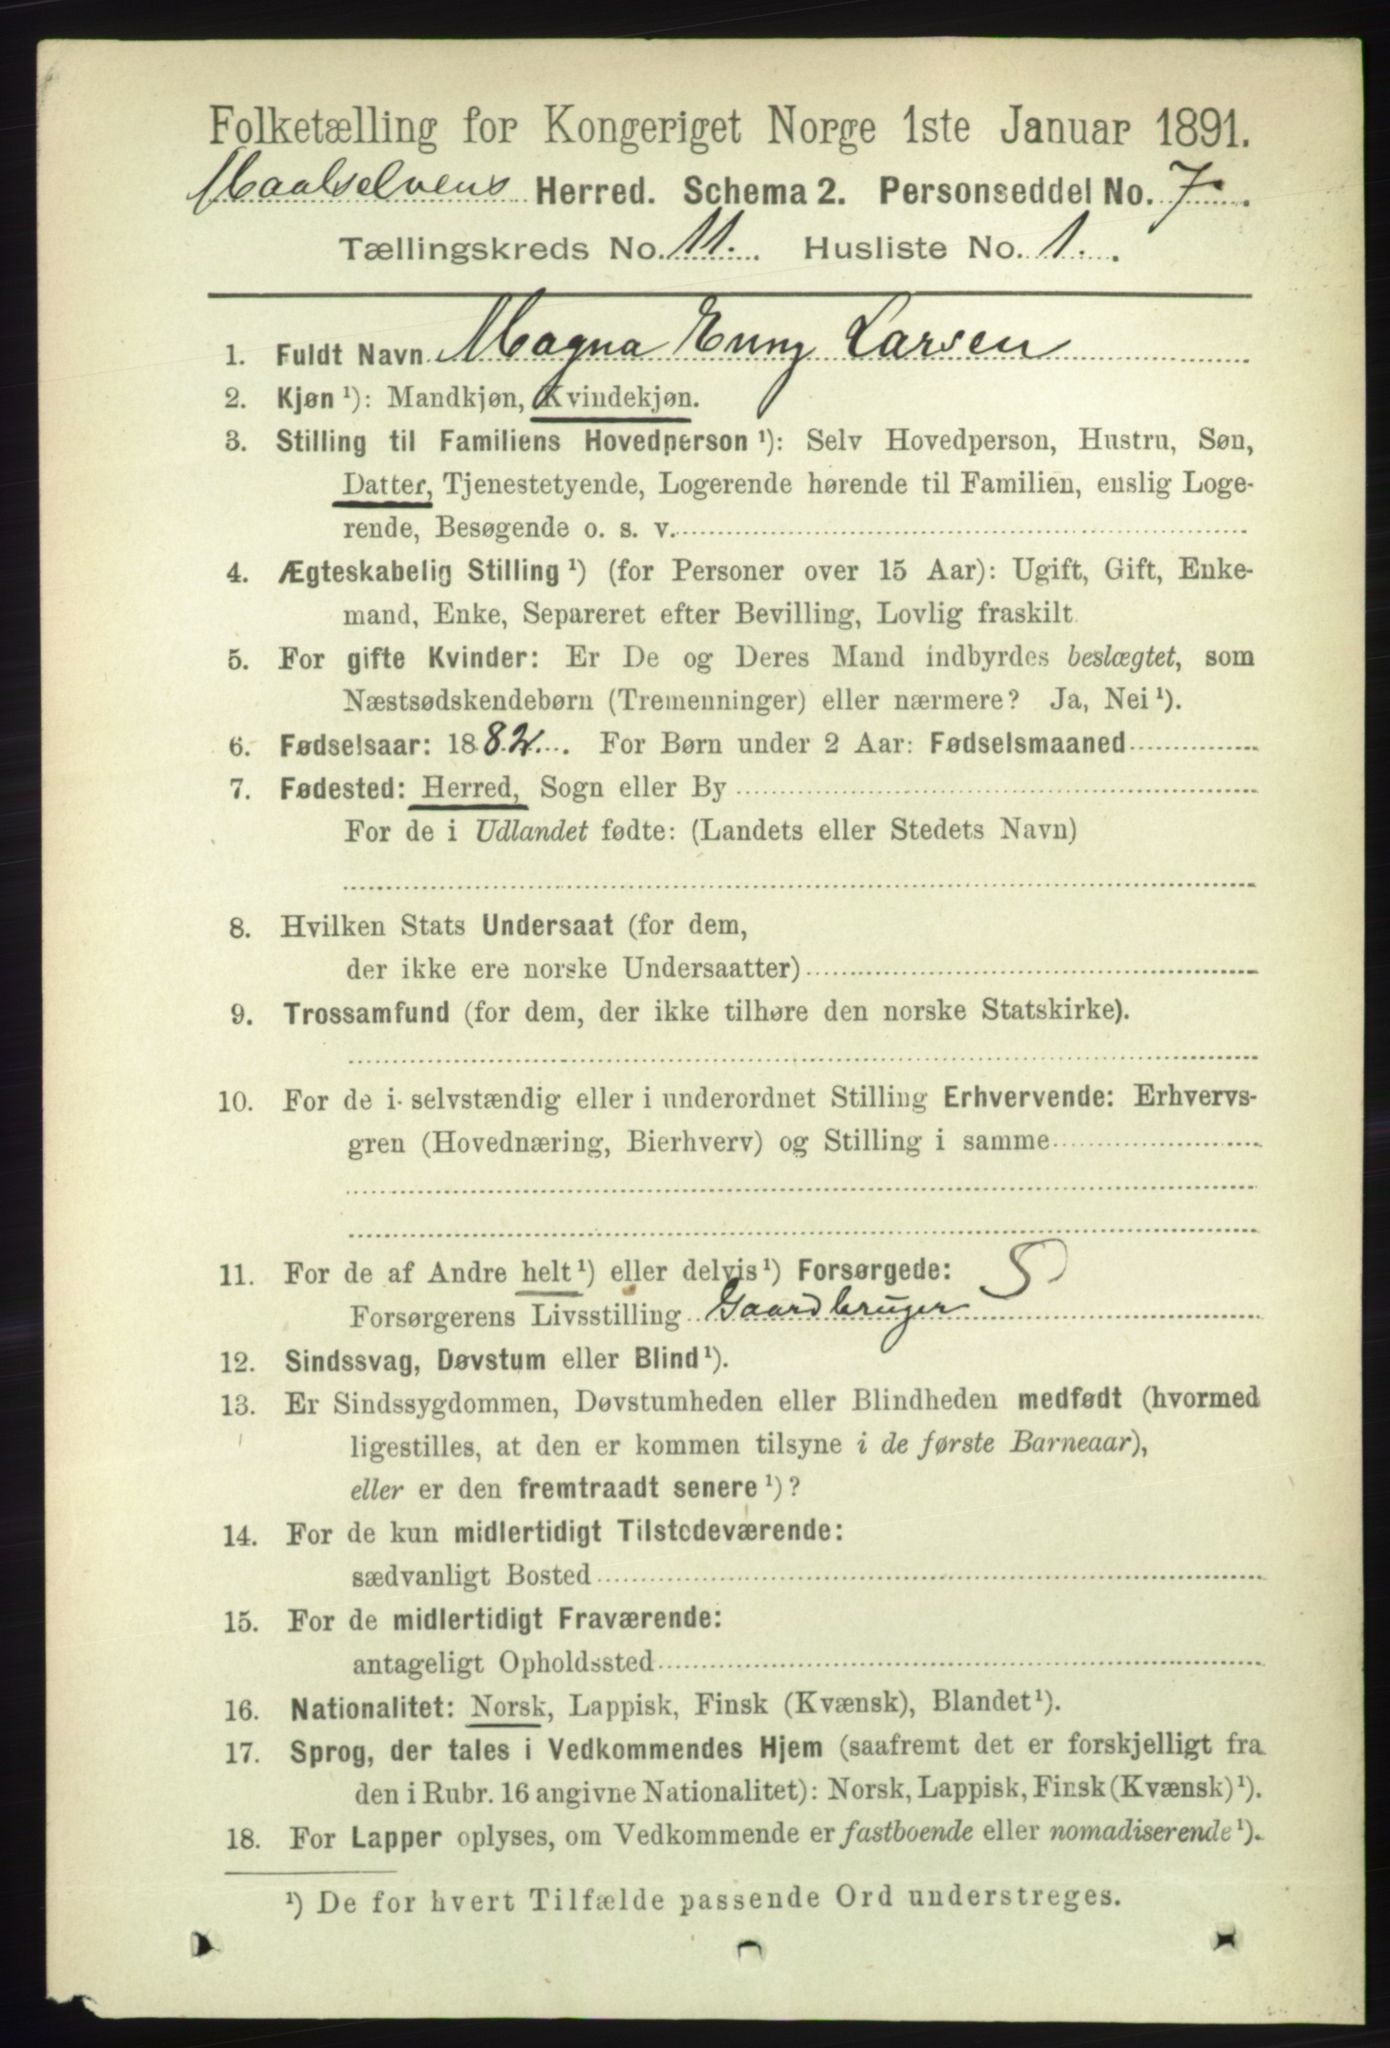 Folketælling for Kongeriget Norge 1ste Januar 1891.
Maalselvens Herred. Schema 2. Personseddel No. 7.
Tællingskreds No. 11. Husliste No. 1.
1. Fuldt Navn Magna Larsen
2. Kjøn ¹): Mandkjøn, Kvindekjøn.
3. Stilling til Familiens Hovedperson ¹): Selv Hovedperson, Hustru, Søn,
Datter, Tjenestetyende, Logerende hørende til Familien, enslig Loge-
rende, Besøgende o. s. v.
4. Ægteskabelig Stilling ¹) (for Personer over 15 Aar): Ugift, Gift, Enke-
mand, Enke, Separeret efter Bevilling, Lovlig fraskilt
5. For gifte Kvinder: Er De og Deres Mand indbyrdes beslægtet, som
Næstsødskendebørn (Tremenninger) eller nærmere? Ja, Nei ¹).
6. Fødselsaar: 1882. For Børn under 2 Aar: Fødselsmaaned
7. Fødested: Herred, Sogn eller By
For de i Udlandet fødte: (Landets eller Stedets Navn)
8. Hvilken Stats Undersaat (for dem,
der ikke ere norske Undersaatter)
9. Trossamfund (for dem, der ikke tilhøre den norske Statskirke).
10. For de i selvstændig eller i underordnet Stilling Erhvervende: Erhvervs-
gren (Hovednæring, Bierhverv) og Stilling i samme
11. For de af Andre helt ¹) eller delvis ¹) Forsørgede: S
Forsørgerens Livsstilling Gaardbruger
12. Sindssvag, Døvstum eller Blind ¹).
13. Er Sindssygdommen, Døvstumheden eller Blindheden medfødt (hvormed
ligestilles, at den er kommen tilsyne i de første Barneaar),
eller er den fremtraadt senere ¹)?
14. For de kun midlertidigt Tilstedeværende:
sædvanligt Bosted
15. For de midlertidigt Fraværende:
antageligt Opholdssted
16. Nationalitet: Norsk, Lappisk, Finsk (Kvænsk), Blandet ¹).
17. Sprog, der tales i Vedkommendes Hjem (saafremt det er forskjelligt fra
den i Rubr. 16 angivne Nationalitet): Norsk, Lappisk, Finsk (Kvænsk) ¹).
18. For Lapper oplyses, om Vedkommende er fastboende eller nomadiserende ¹).
¹) De for hvert Tilfælde passende Ord understreges.